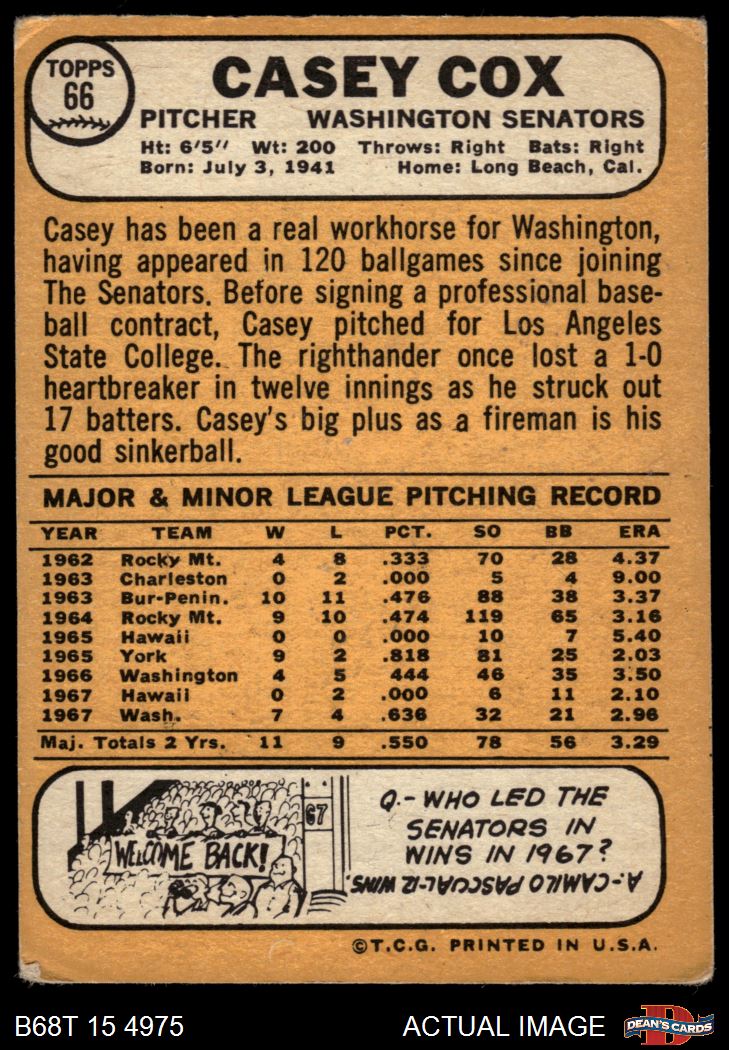 TOPPS
66
CASEY COX
PITCHER WASHINGTON SENATORS
Ht: 6'5" Wt: 200 Throws: Right Bats: Right
Born: July 3, 1941 Home: Long Beach, Cal.
Casey has been a real workhorse for Washington,
having appeared in 120 ballgames since joining
The Senators. Before signing a professional base-
ball contract, Casey pitched for Los Angeles
State College. The righthander once lost a 1-0
heartbreaker in twelve innings as he struck out
17 batters. Casey's big plus as a fireman is his
good sinkerball.
MAJOR & MINOR LEAGUE PITCHING RECORD
YEAR TEAM W L PCT. SO BB ERA
1962 Rocky Mt. 4 8 .333 70 28 4.37
1963 Charleston 0 2 .000 5 4 9.00
1963 Bur-Penin. 10 11 .476 88 38 3.37
1964 Rocky Mt. 9 10 .474 119 65 3.16
1965 Hawaii 0 0 .000 10 7 5.40
1965 York 9 2 .818 81 25 2.03
1966 Washington 4 5 444 46 35 3.50
1967 Hawaii 0 2 .000 6 11 2.10
1967 Wash. 7 4 .636 32 21 2.96
Maj. Totals 2 Yrs. 11 9 .550 78 56 3.29
67
WELCOME BACK!
Q.- WHO LED THE
SENATORS IN
WINS IN 1967?
A.- CAMILO PASCUAL-12 WINS.
©T.C.G. PRINTED IN U.S.A.
B68T 15 4975 ACTUAL IMAGE
DEAN'S CARDS